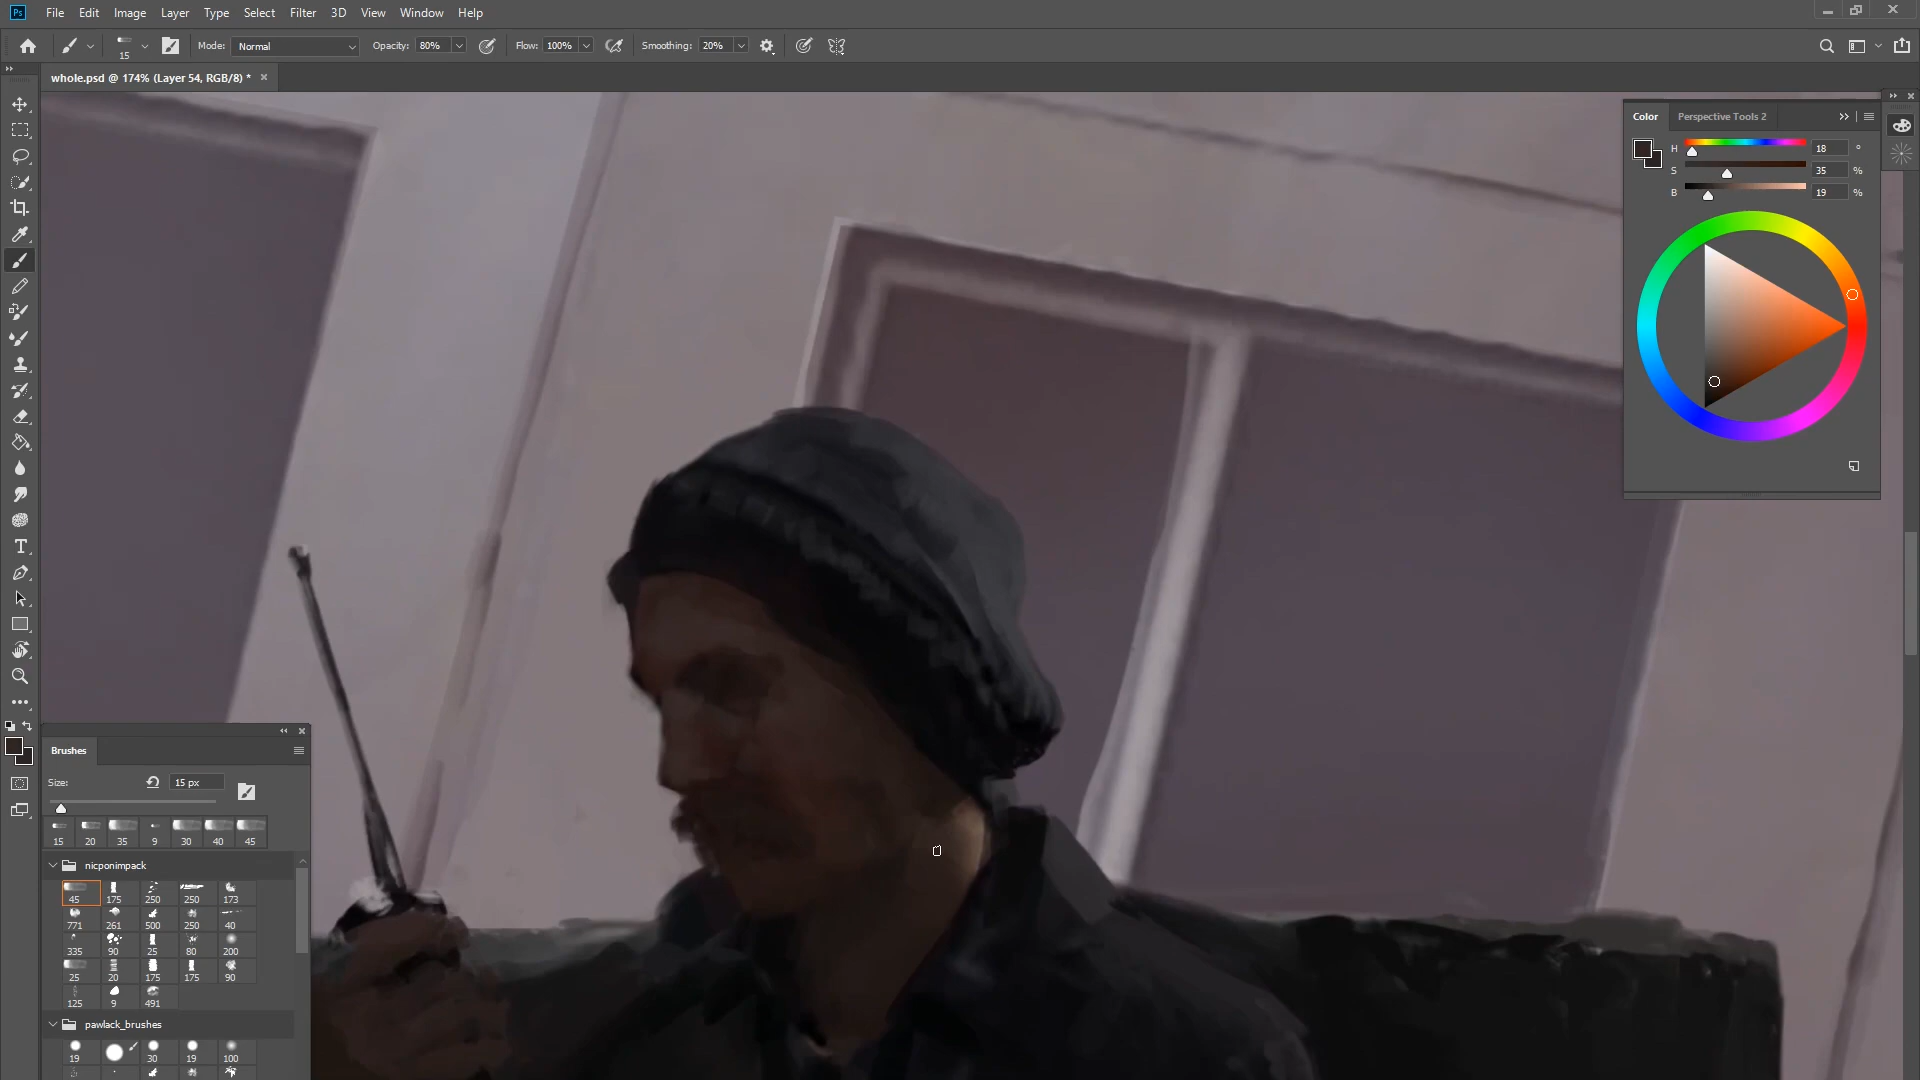 Ps File Edit Image Layer Type Select Filter 3D View Window Help
15 Mode: Normal Opacity: 80% Flow: 100% Smoothing: 20%
whole.psd @ 174% (Layer 54, RGB/8) *
Color Perspective Tools 2
H 18 °
S 35 %
B 19 %
Brushes
Size: 15 px
15 20 35 9 30 40 45
nicponimpack
45 175 250 250 173
771 261 500 250 40
335 90 25 80 200
25 20 175 175 90
125 9 491
pawlack_brushes
19 30 19 100